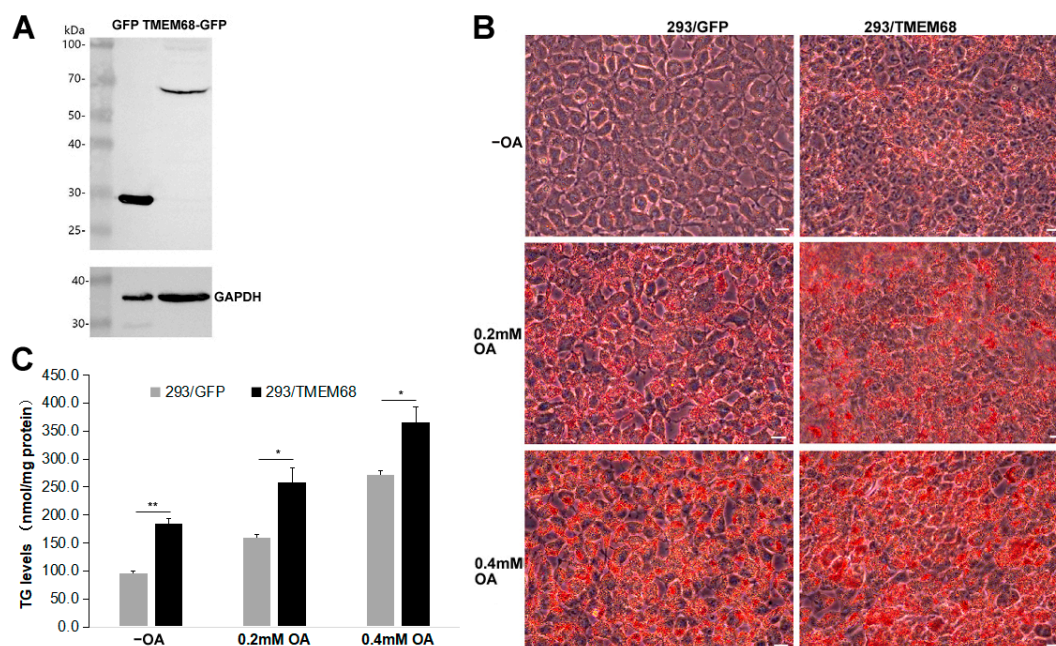 A
GFP TMEM68-GFP
kDa
100-
70-
50-
40-
30-
25-
40-
30-
GAPDH
B
293/GFP
293/TMEM68
−OA
0.2mM
OA
0.4mM
OA
C
TG levels (nmol/mg protein)
450.0
400.0
350.0
300.0
250.0
200.0
150.0
100.0
50.0
0.0
293/GFP
293/TMEM68
**
*
*
−OA
0.2mM OA
0.4mM OA